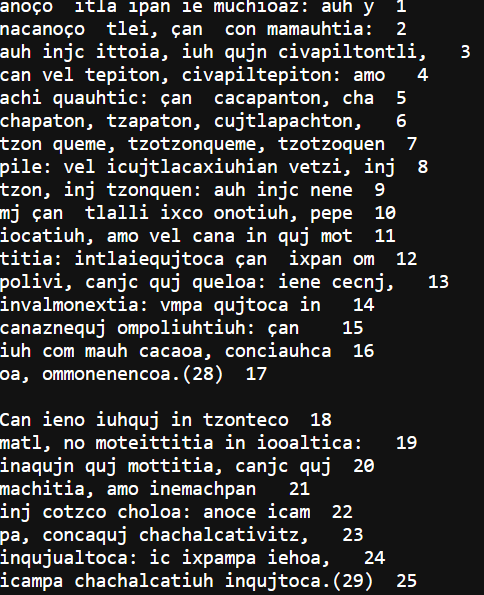 anoço itla ipan ie muchioaz: auh y 1
nacanoço tlei, çan con mamauhtia: 2
auh injc ittoia, iuh qujn civapiltontli, 3
can vel tepiton, civapiltepiton: amo 4
achi quauhtic: çan cacapanton, cha 5
chapaton, tzapaton, cujtlapachton, 6
tzon queme, tzotzonqueme, tzotzoquen 7
pile: vel icujtlacaxiuhian vetzi, inj 8
tzon, inj tzonquen: auh injc nene 9
mj çan tlalli ixco onotiuh, pepe 10
iocatiuh, amo vel cana in quj mot 11
titia: intlaiequjtoca çan ixpan om 12
polivi, canjc quj queloa: iene cecnj, 13
invalmonextia: vmpa qujtoca in 14
canaznequj ompoliuhtiuh: çan 15
iuh com mauh cacaoa, conciauhca 16
oa, ommonenencoa.(28) 17

Can ieno iuhquj in tzonteco 18
matl, no moteittitia in iooaltica: 19
inaqujn quj mottitia, canjc quj 20
machitia, amo inemachpan 21
inj cotzco choloa: anoce icam 22
pa, concaquj chachalcativitz, 23
inqujualtoca: ic ixpampa iehoa, 24
icampa chachalcatiuh inqujtoca.(29) 25